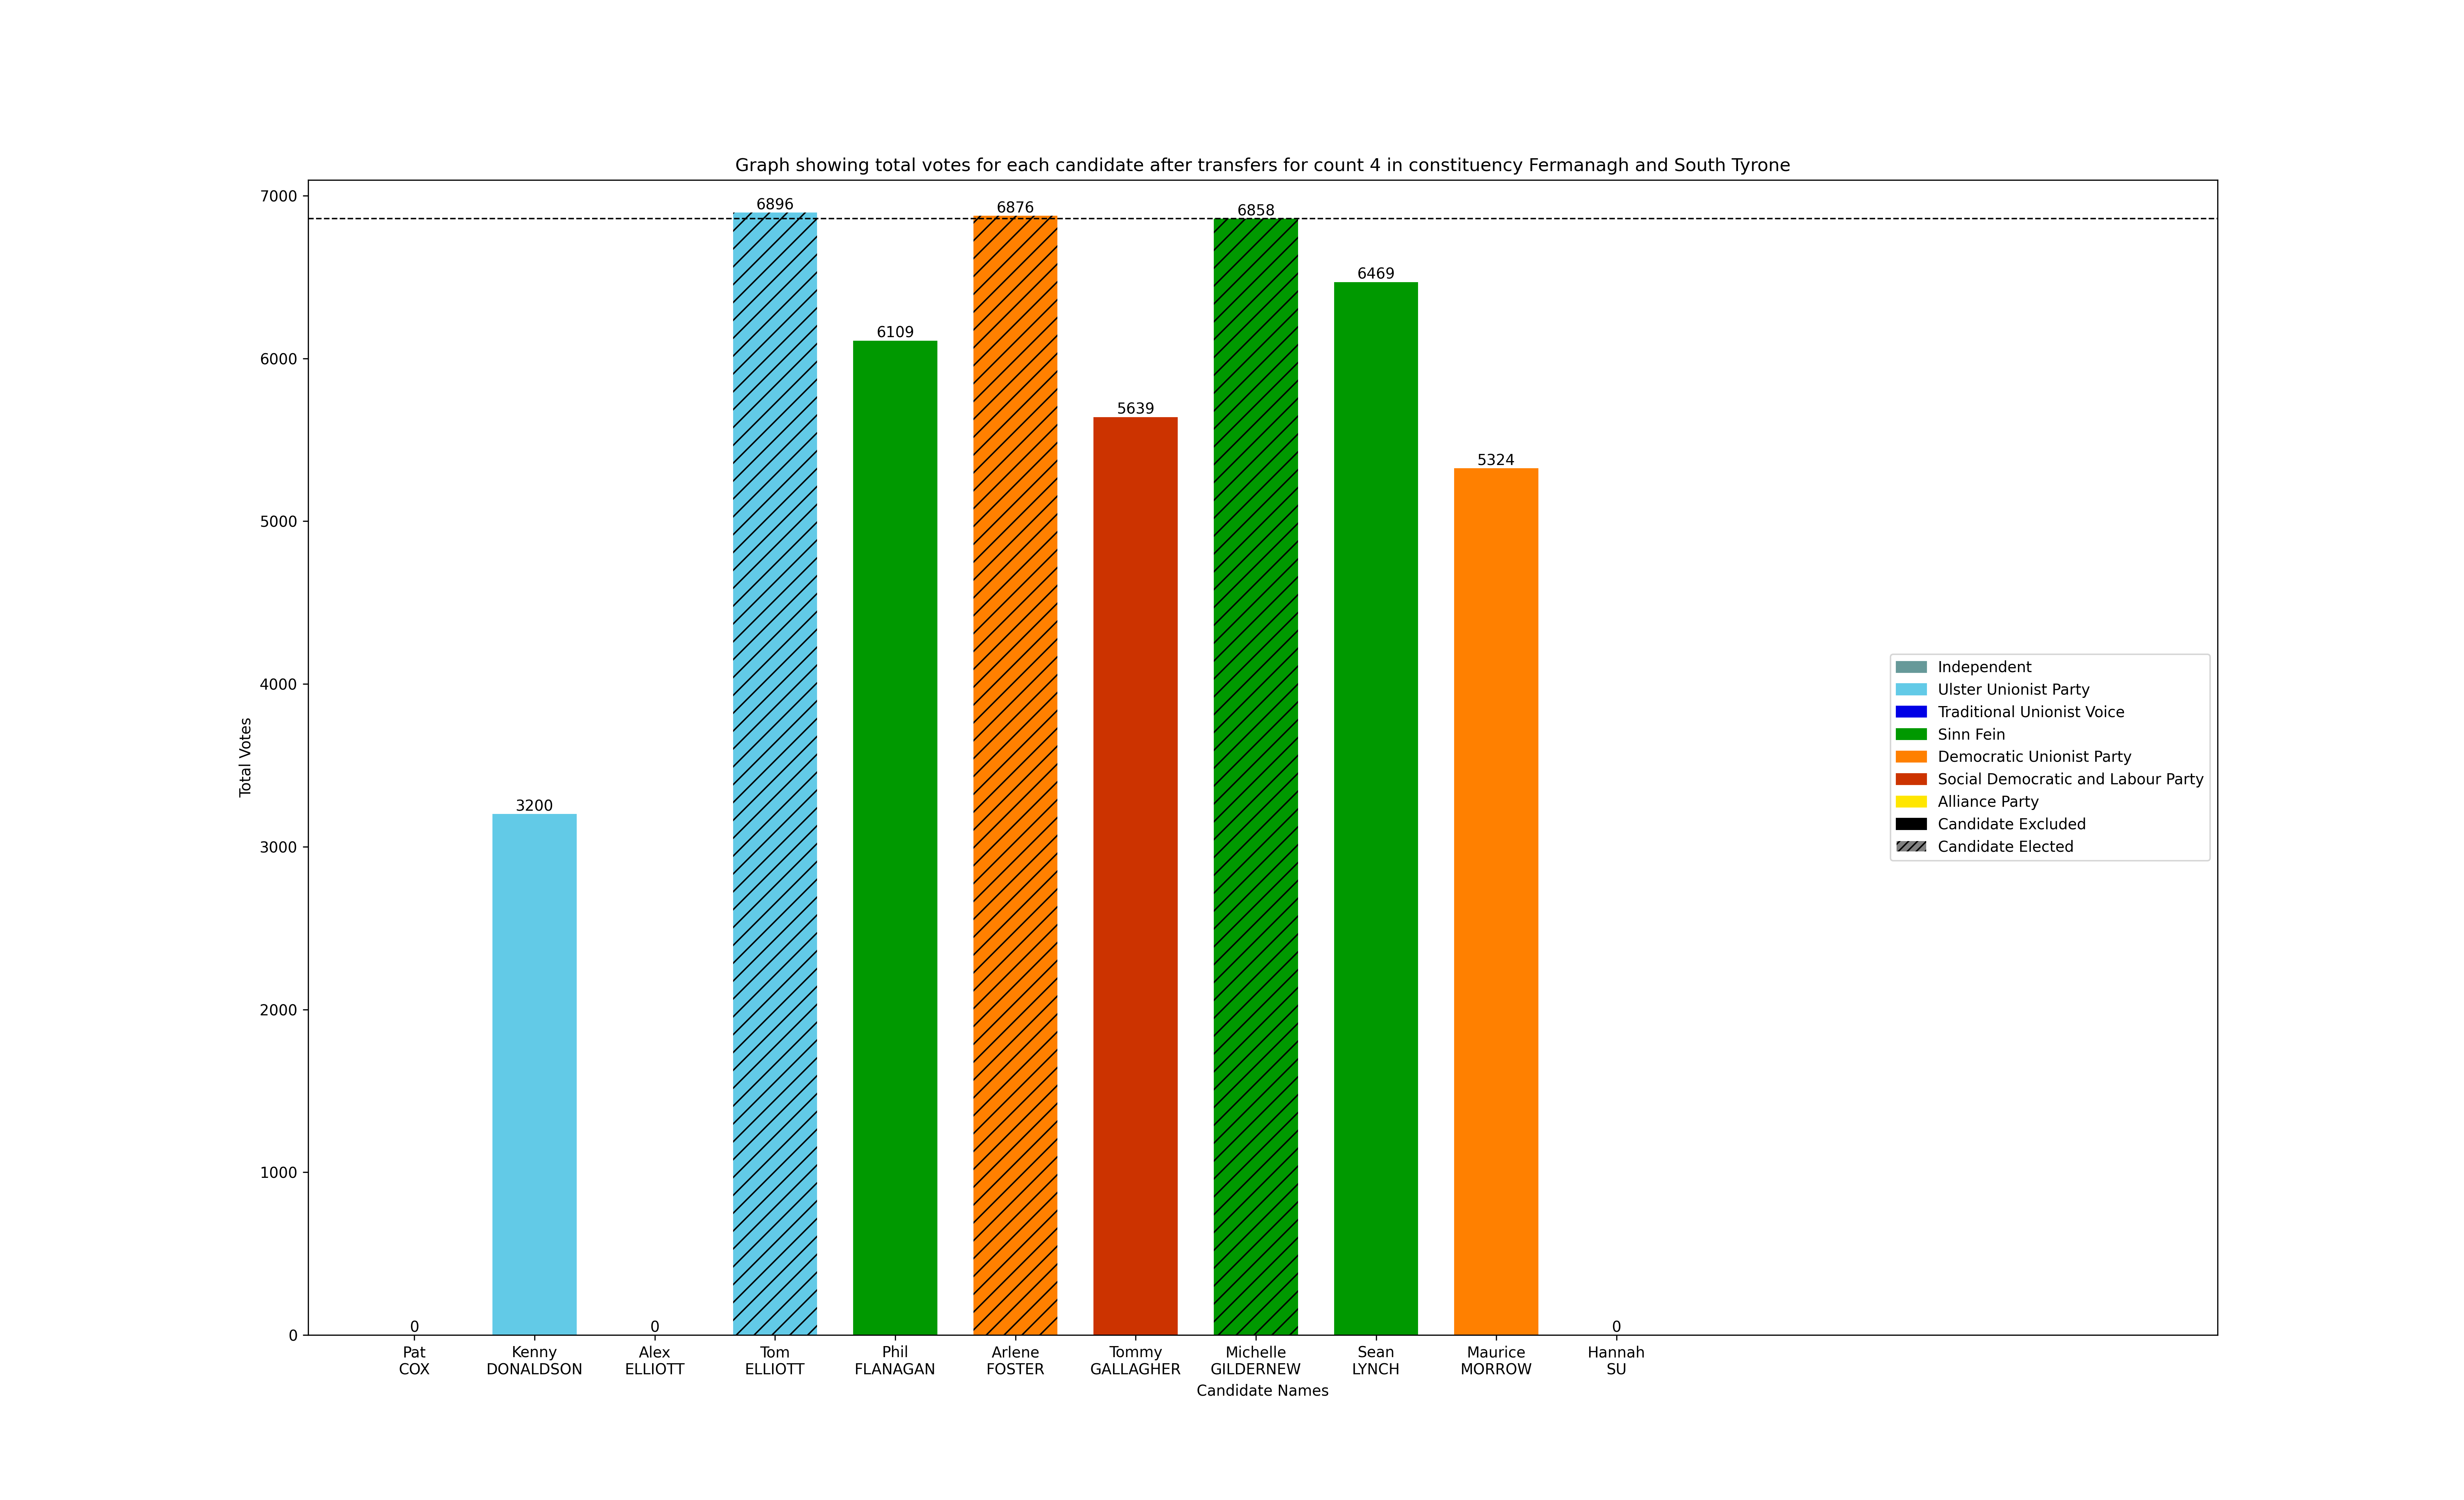 Graph showing total votes for each candidate after transfers for count 4 in constituency Fermanagh and South Tyrone
7000
6000
5000
4000
3000
2000
1000
0
Total Votes
0
3200
0
6896
6109
6876
5639
6858
6469
5324
0
Pat
COX
Kenny
DONALDSON
Alex
ELLIOTT
Tom
ELLIOTT
Phil
FLANAGAN
Arlene
FOSTER
Tommy
GALLAGHER
Michelle
GILDERNEW
Sean
LYNCH
Maurice
MORROW
Hannah
SU
Candidate Names
Independent
Ulster Unionist Party
Traditional Unionist Voice
Sinn Fein
Democratic Unionist Party
Social Democratic and Labour Party
Alliance Party
Candidate Excluded
Candidate Elected